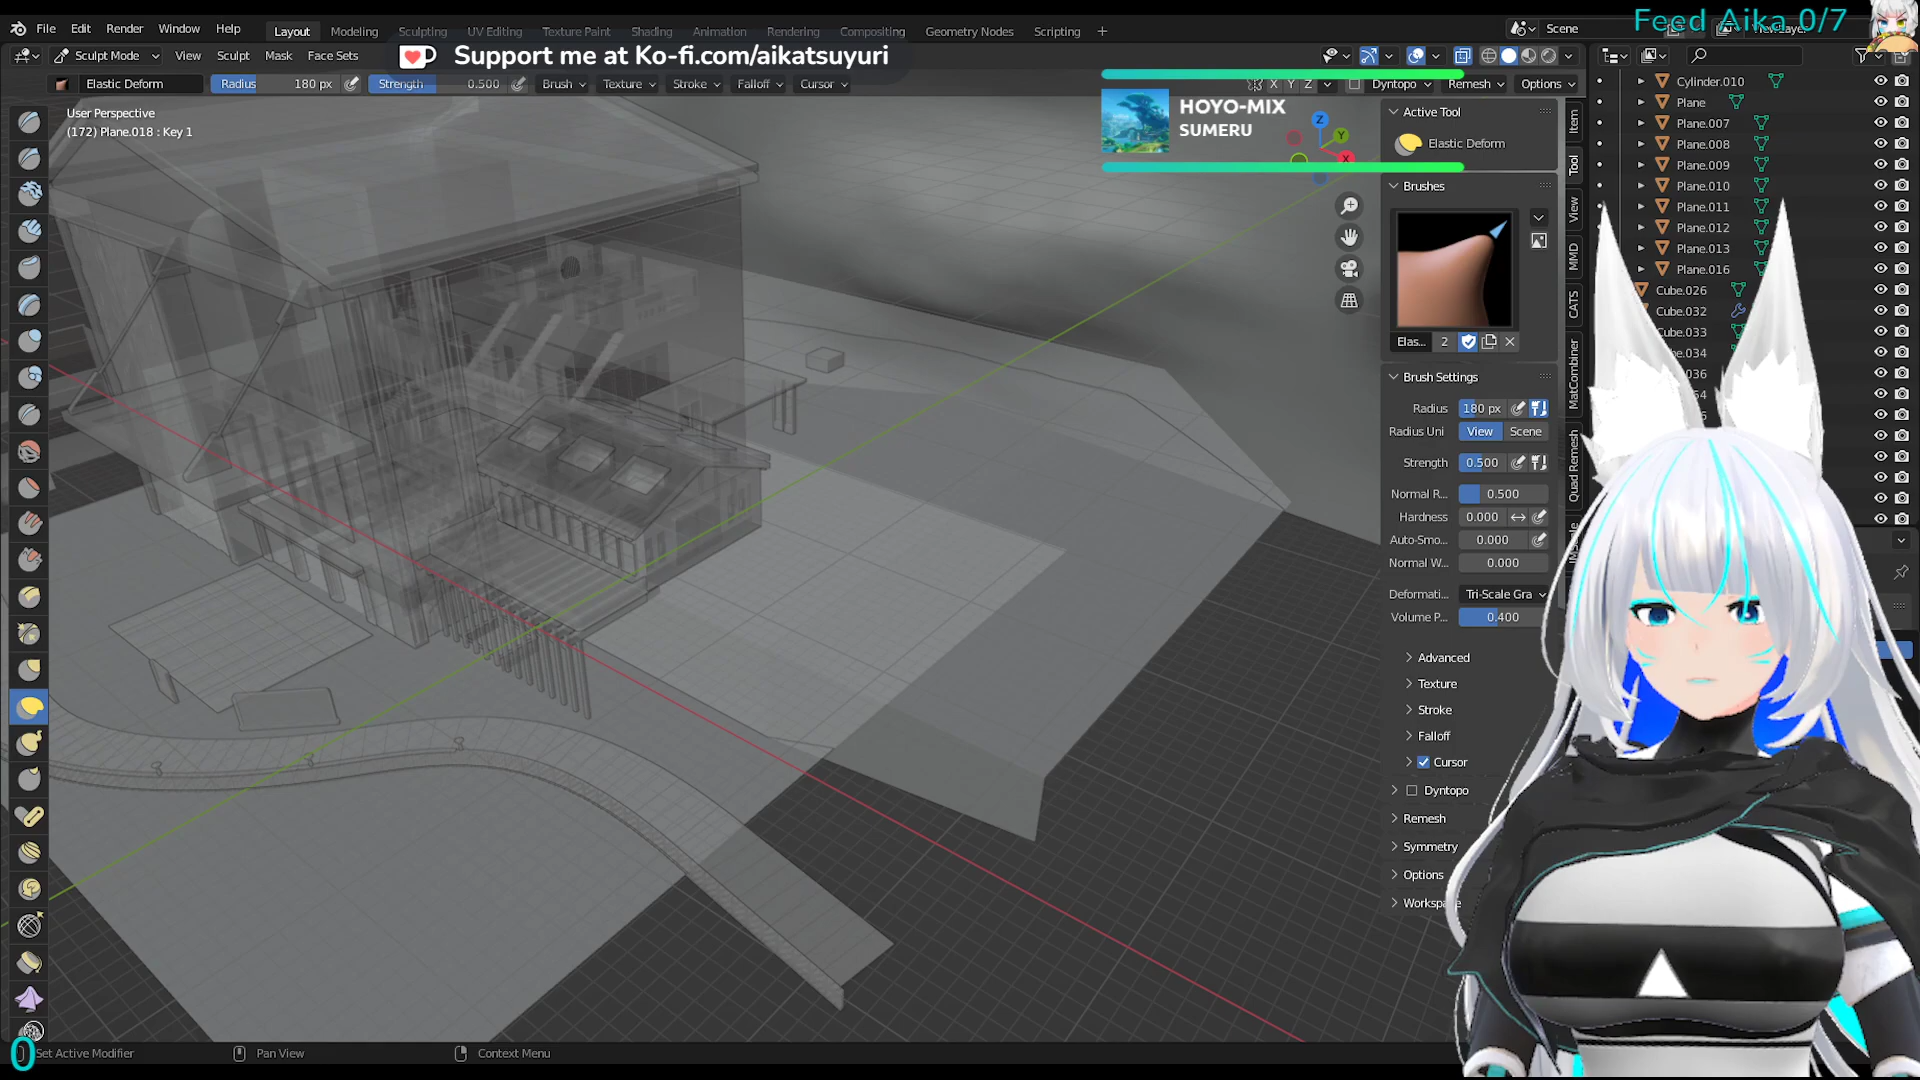 File Edit Render Window Help Layout Modeling Sculpting UV Editing Texture Paint Shading Animation Rendering Compositing Geometry Nodes Scripting + Scene
Feed Aika 0/7
Sculpt Mode View Sculpt Mask Face Sets
Support me at Ko-fi.com/aikatsuyuri
Elastic Deform Radius 180 px Strength 0.500 Brush Texture Stroke Falloff Cursor X Y Z Dyntopo Remesh Options
User Perspective
(172) Plane.018 : Key 1
HOYO-MIX
SUMERU
Z
Y
X
Active Tool
Elastic Deform
Brushes
Elas... 2
Brush Settings
Radius 180 px
Radius Uni View Scene
Strength 0.500
Normal R... 0.500
Hardness 0.000
Auto-Smo... 0.000
Normal W... 0.000
Deformati... Tri-Scale Gra
Volume P... 0.400
Advanced
Texture
Stroke
Falloff
Cursor
Dyntopo
Remesh
Symmetry
Options
Item
Tool
View
MMD
CATS
MatCombiner
Quad Remesh
Cylinder.010
Plane
Plane.007
Plane.008
Plane.009
Plane.010
Plane.011
Plane.012
Plane.013
Plane.016
Cube.026
Cube.032
Cube.033
0
Set Active Modifier Pan View Context Menu